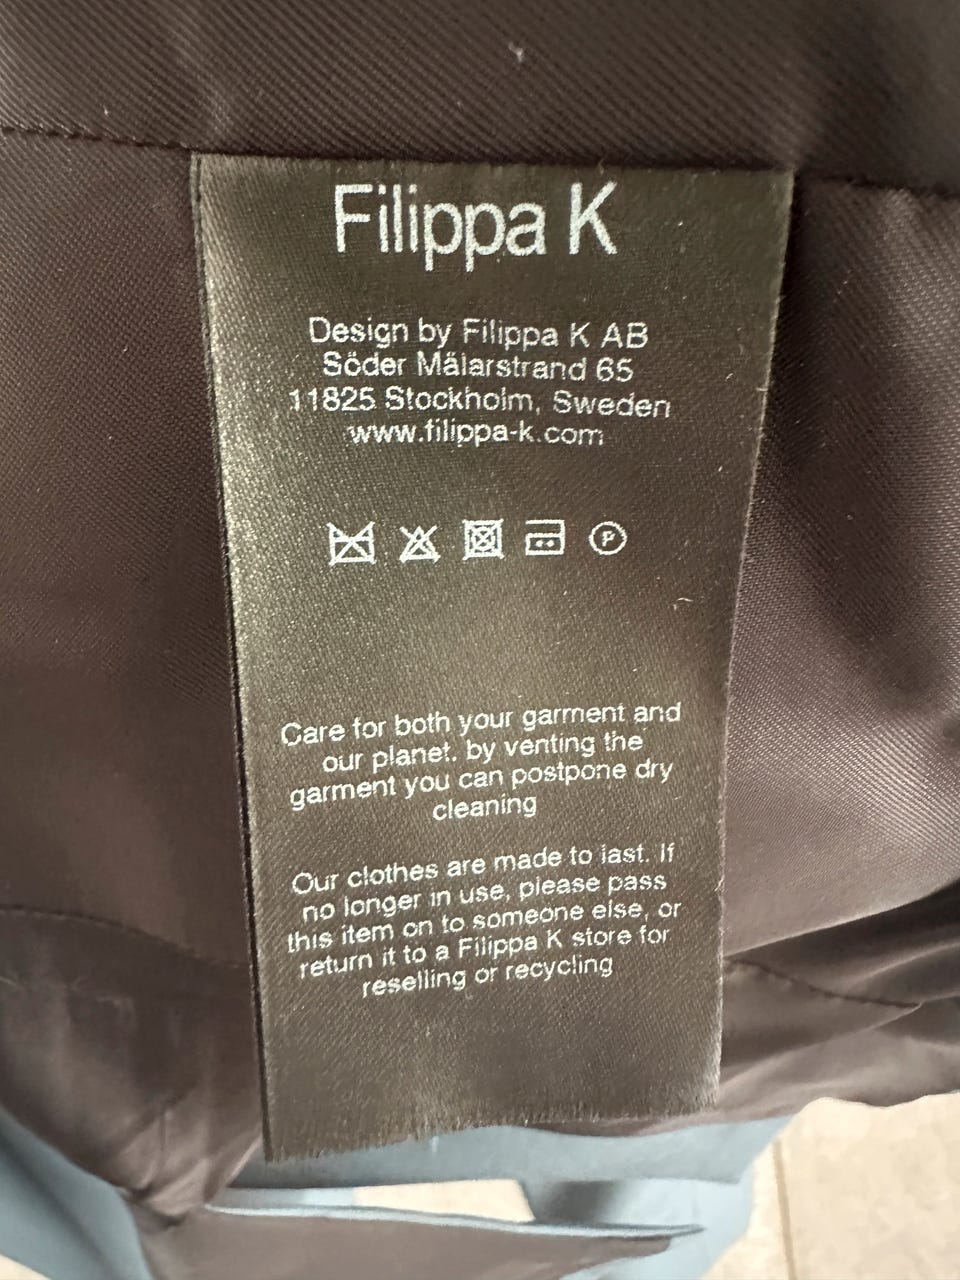 Filippa K
Design by Filippa K AB
Söder Mälarstrand 65
11825 Stockholm, Sweden
www.filippa-k.com
P
Care for both your garment and
our planet. by venting the
garment you can postpone dry
cleaning
Our clothes are made to last. If
no longer in use, please pass
this item on to someone else, or
return it to a Filippa K store for
reselling or recycling